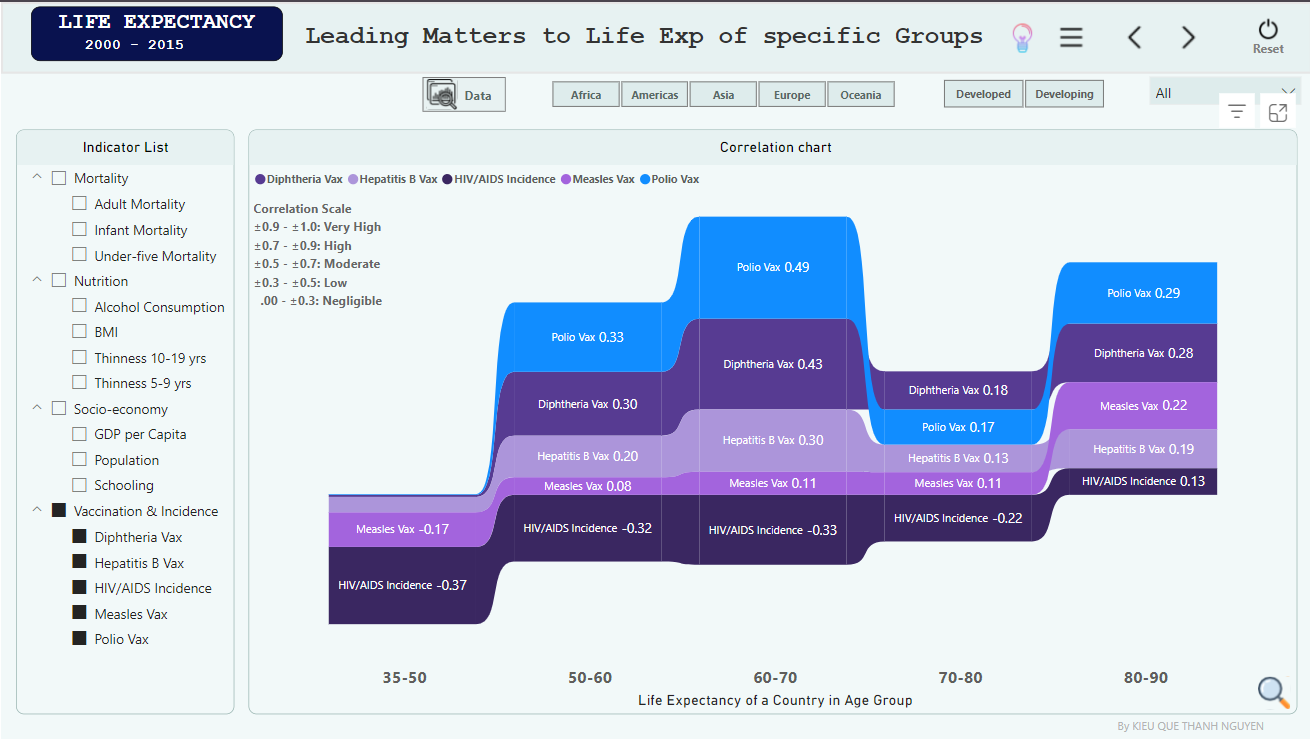 LIFE EXPECTANCY
2000 - 2015
Leading Matters to Life Exp of specific Groups
Reset
Data
Africa
Americas
Asia
Europe
Oceania
Developed
Developing
All
Indicator List
Mortality
Adult Mortality
Infant Mortality
Under-five Mortality
Nutrition
Alcohol Consumption
BMI
Thinness 10-19 yrs
Thinness 5-9 yrs
Socio-economy
GDP per Capita
Population
Schooling
Vaccination & Incidence
Diphtheria Vax
Hepatitis B Vax
HIV/AIDS Incidence
Measles Vax
Polio Vax
Correlation chart
Diphtheria Vax Hepatitis B Vax HIV/AIDS Incidence Measles Vax Polio Vax
Correlation Scale
±0.9 - ±1.0: Very High
±0.7 - ±0.9: High
±0.5 - ±0.7: Moderate
±0.3 - ±0.5: Low
.00 - ±0.3: Negligible
Measles Vax -0.17
HIV/AIDS Incidence -0.37
Polio Vax 0.33
Diphtheria Vax 0.30
Hepatitis B Vax 0.20
Measles Vax 0.08
HIV/AIDS Incidence -0.32
Polio Vax 0.49
Diphtheria Vax 0.43
Hepatitis B Vax 0.30
Measles Vax 0.11
HIV/AIDS Incidence -0.33
Diphtheria Vax 0.18
Polio Vax 0.17
Hepatitis B Vax 0.13
Measles Vax 0.11
HIV/AIDS Incidence -0.22
Polio Vax 0.29
Diphtheria Vax 0.28
Measles Vax 0.22
Hepatitis B Vax 0.19
HIV/AIDS Incidence 0.13
35-50 50-60 60-70 70-80 80-90
Life Expectancy of a Country in Age Group
By KIEU QUE THANH NGUYEN